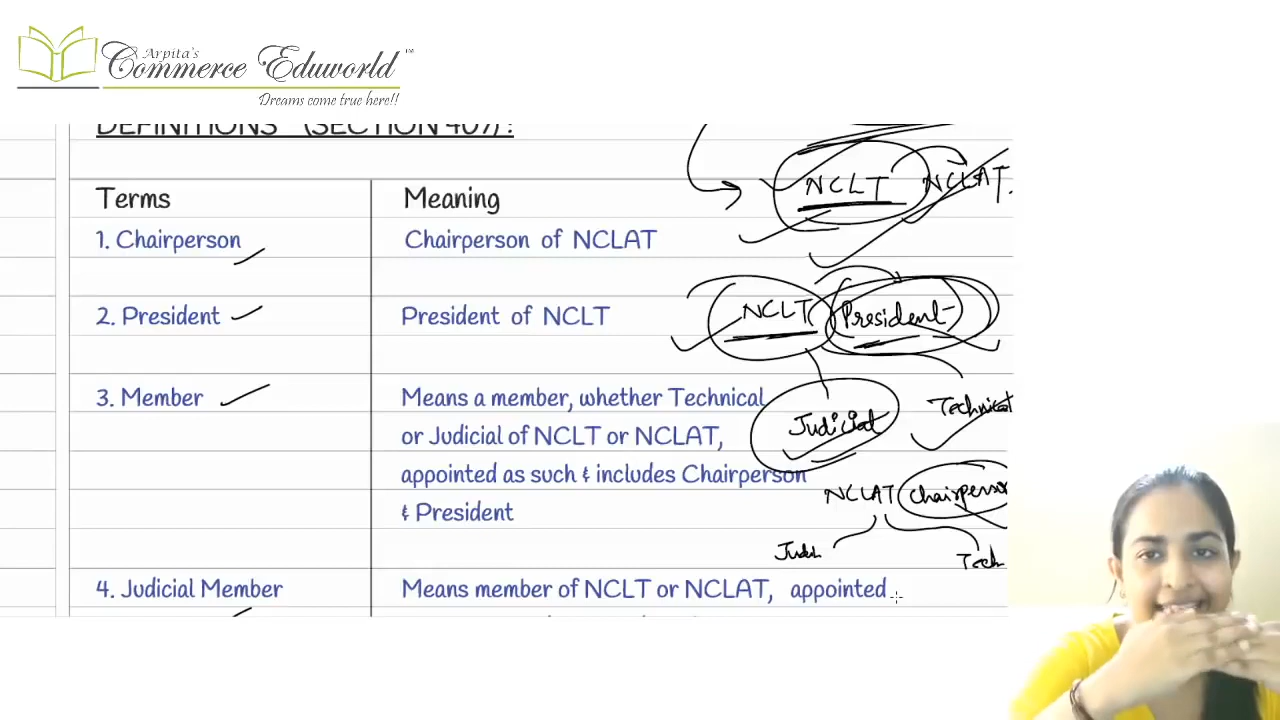 Arpita's
Commerce Eduworld™
Dreams come true here!!
DEFINITIONS (SECTION 407):
Terms Meaning
NCLT NCLAT.
1. Chairperson Chairperson of NCLAT
2. President President of NCLT
NCLT President
3. Member Means a member, whether Technical
or Judicial of NCLT or NCLAT,
Judicial Technical
appointed as such & includes Chairperson
& President
NCLAT Chairperso
Judi Tech
4. Judicial Member Means member of NCLT or NCLAT, appointed